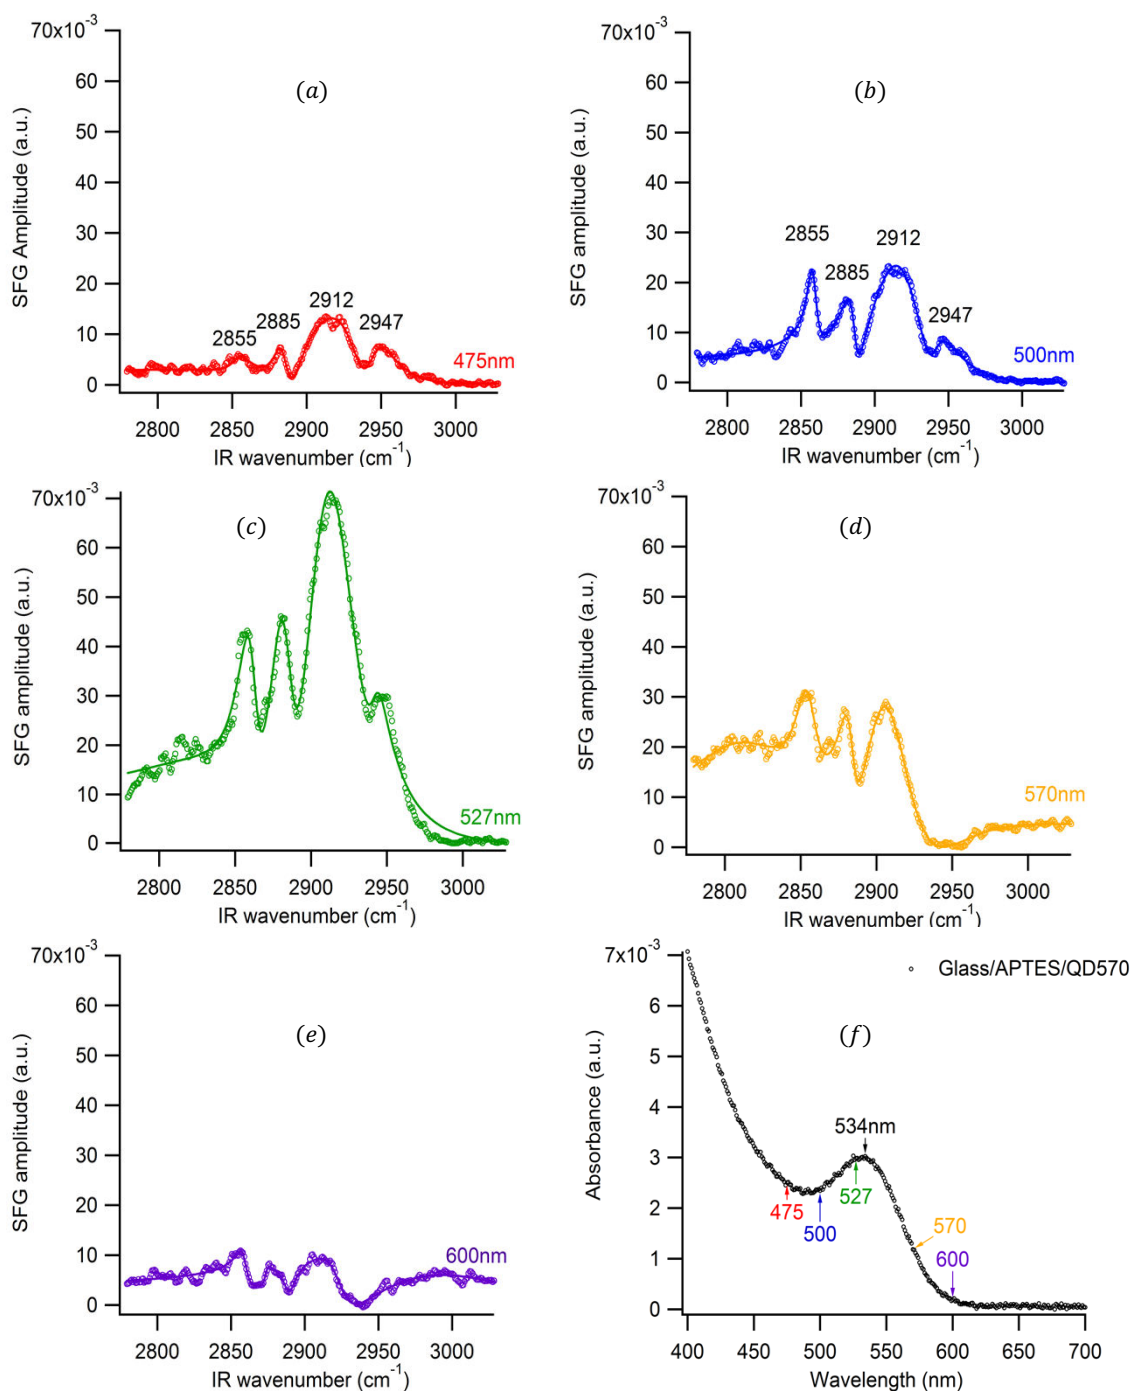 70x10⁻³
60
50
40
30
20
10
0
SFG Amplitude (a.u.)
(a)
2855
2885
2912
2947
475nm
2800 2850 2900 2950 3000
IR wavenumber (cm⁻¹)
70x10⁻³
60
50
40
30
20
10
0
SFG amplitude (a.u.)
(b)
2855
2885
2912
2947
500nm
2800 2850 2900 2950 3000
IR wavenumber (cm⁻¹)
70x10⁻³
60
50
40
30
20
10
0
SFG amplitude (a.u.)
(c)
527nm
2800 2850 2900 2950 3000
IR wavenumber (cm⁻¹)
70x10⁻³
60
50
40
30
20
10
0
SFG amplitude (a.u.)
(d)
570nm
2800 2850 2900 2950 3000
IR wavenumber (cm⁻¹)
70x10⁻³
60
50
40
30
20
10
0
SFG amplitude (a.u.)
(e)
600nm
2800 2850 2900 2950 3000
IR wavenumber (cm⁻¹)
7x10⁻³
6
5
4
3
2
1
0
Absorbance (a.u.)
Glass/APTES/QD570
(f)
534nm
475
500
527
570
600
400 450 500 550 600 650 700
Wavelength (nm)